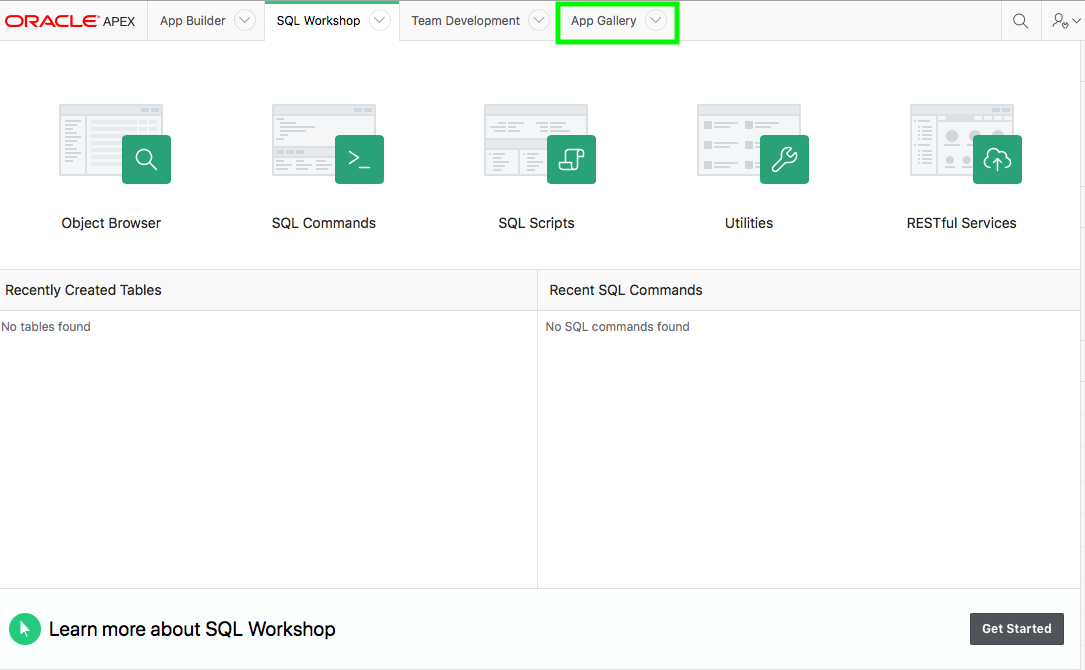 ORACLE APEX App Builder SQL Workshop Team Development App Gallery
Object Browser SQL Commands SQL Scripts Utilities RESTful Services
Recently Created Tables Recent SQL Commands
No tables found No SQL commands found
Learn more about SQL Workshop Get Started